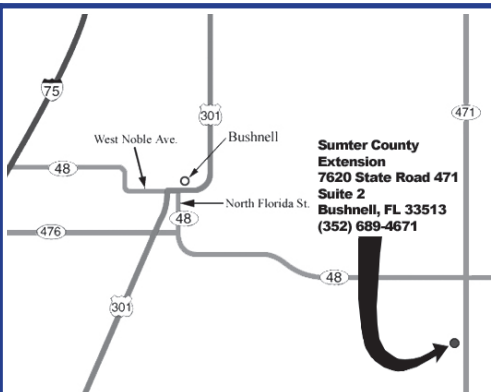 75
301
471
West Noble Ave.
Bushnell
48
Sumter County
Extension
7620 State Road 471
Suite 2
Bushnell, FL 33513
(352) 689-4671
North Florida St.
48
476
48
301